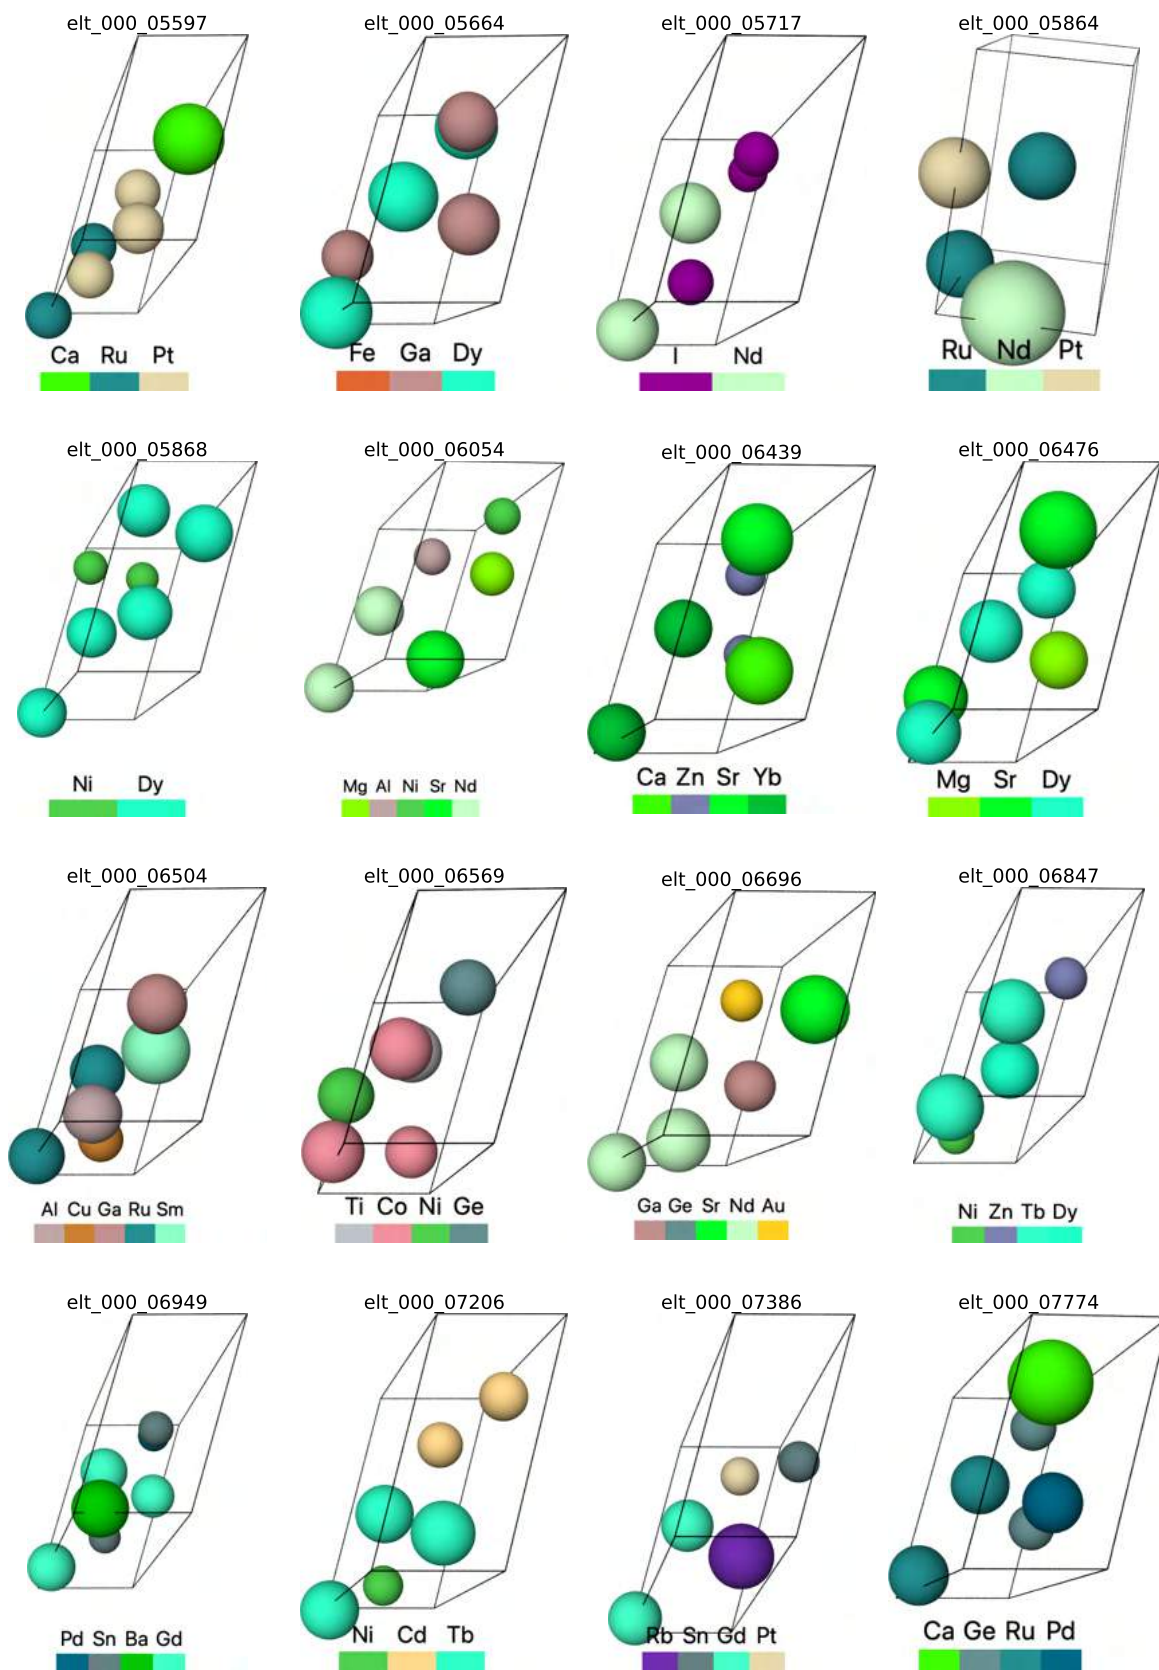 elt_000_05597 elt_000_05664 elt_000_05717 elt_000_05864
Ca Ru Pt Fe Ga Dy I Nd Ru Nd Pt
elt_000_05868 elt_000_06054 elt_000_06439 elt_000_06476
Ni Dy Mg Al Ni Sr Nd Ca Zn Sr Yb Mg Sr Dy
elt_000_06504 elt_000_06569 elt_000_06696 elt_000_06847
Al Cu Ga Ru Sm Ti Co Ni Ge Ga Ge Sr Nd Au Ni Zn Tb Dy
elt_000_06949 elt_000_07206 elt_000_07386 elt_000_07774
Pd Sn Ba Gd Ni Cd Tb Rb Sn Gd Pt Ca Ge Ru Pd